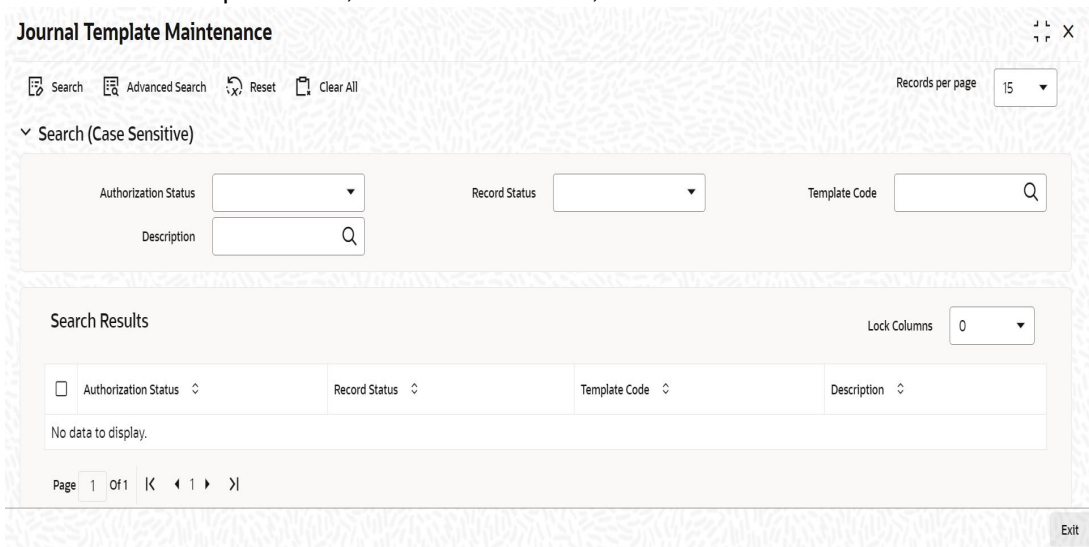 Journal Template Maintenance
Search Advanced Search Reset Clear All Records per page 15
Search (Case Sensitive)
Authorization Status Record Status Template Code
Description
Search Results Lock Columns 0
Authorization Status Record Status Template Code Description
No data to display.
Page 1 Of 1 1
Exit